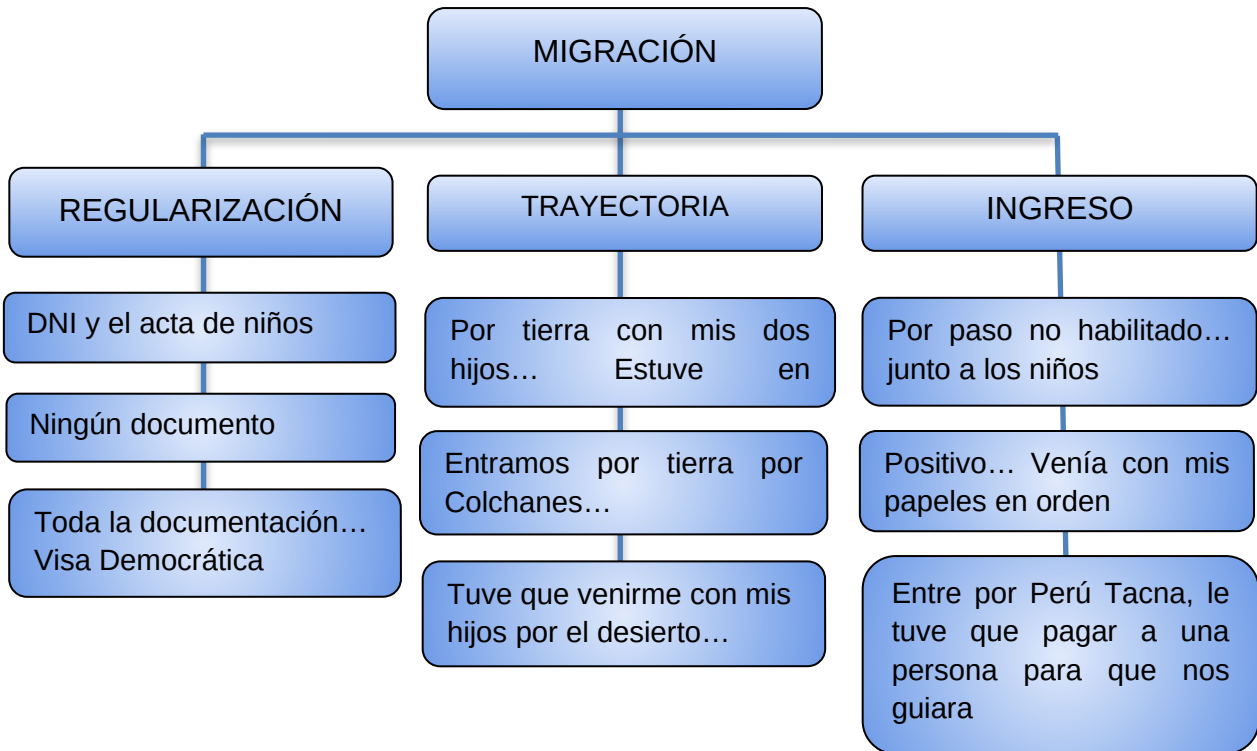 MIGRACIÓN
REGULARIZACIÓN
DNI y el acta de niños
Ningún documento
Toda la documentación…
Visa Democrática
TRAYECTORIA
Por tierra con mis dos
hijos… Estuve en
Entramos por tierra por
Colchanes…
Tuve que venirme con mis
hijos por el desierto…
INGRESO
Por paso no habilitado…
junto a los niños
Positivo… Venía con mis
papeles en orden
Entre por Perú Tacna, le
tuve que pagar a una
persona para que nos
guiara